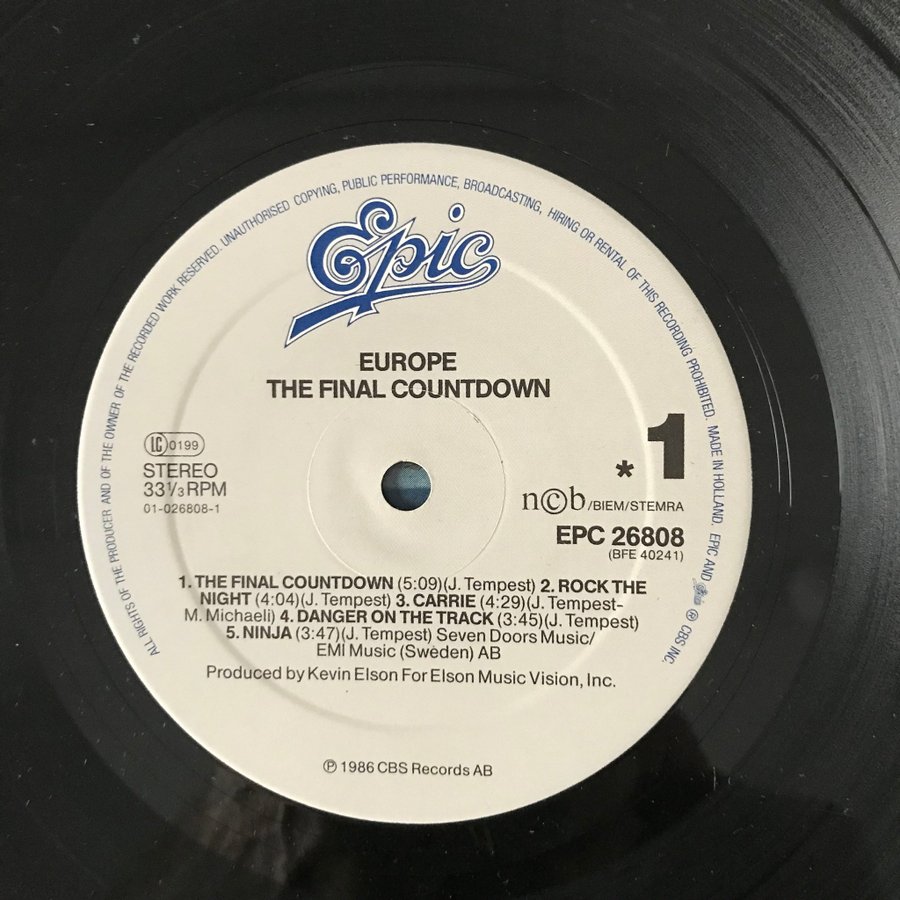 ALL RIGHTS OF THE PRODUCER AND OF THE OWNER OF THE RECORDED WORK RESERVED. UNAUTHORISED COPYING, PUBLIC PERFORMANCE, BROADCASTING, HIRING OR RENTAL OF THIS RECORDING PROHIBITED. MADE IN HOLLAND. EPIC AND ® CBS INC.
Epic
EUROPE
THE FINAL COUNTDOWN
LC 0199
STEREO
33⅓ RPM
01-026808-1
* 1
n©b/BIEM/STEMRA
EPC 26808
(BFE 40241)
1. THE FINAL COUNTDOWN (5:09)(J. Tempest) 2. ROCK THE
NIGHT (4:04)(J. Tempest) 3. CARRIE (4:29)(J. Tempest-
M. Michaeli) 4. DANGER ON THE TRACK (3:45)(J. Tempest)
5. NINJA (3:47)(J. Tempest) Seven Doors Music/
EMI Music (Sweden) AB
Produced by Kevin Elson For Elson Music Vision, Inc.
℗ 1986 CBS Records AB